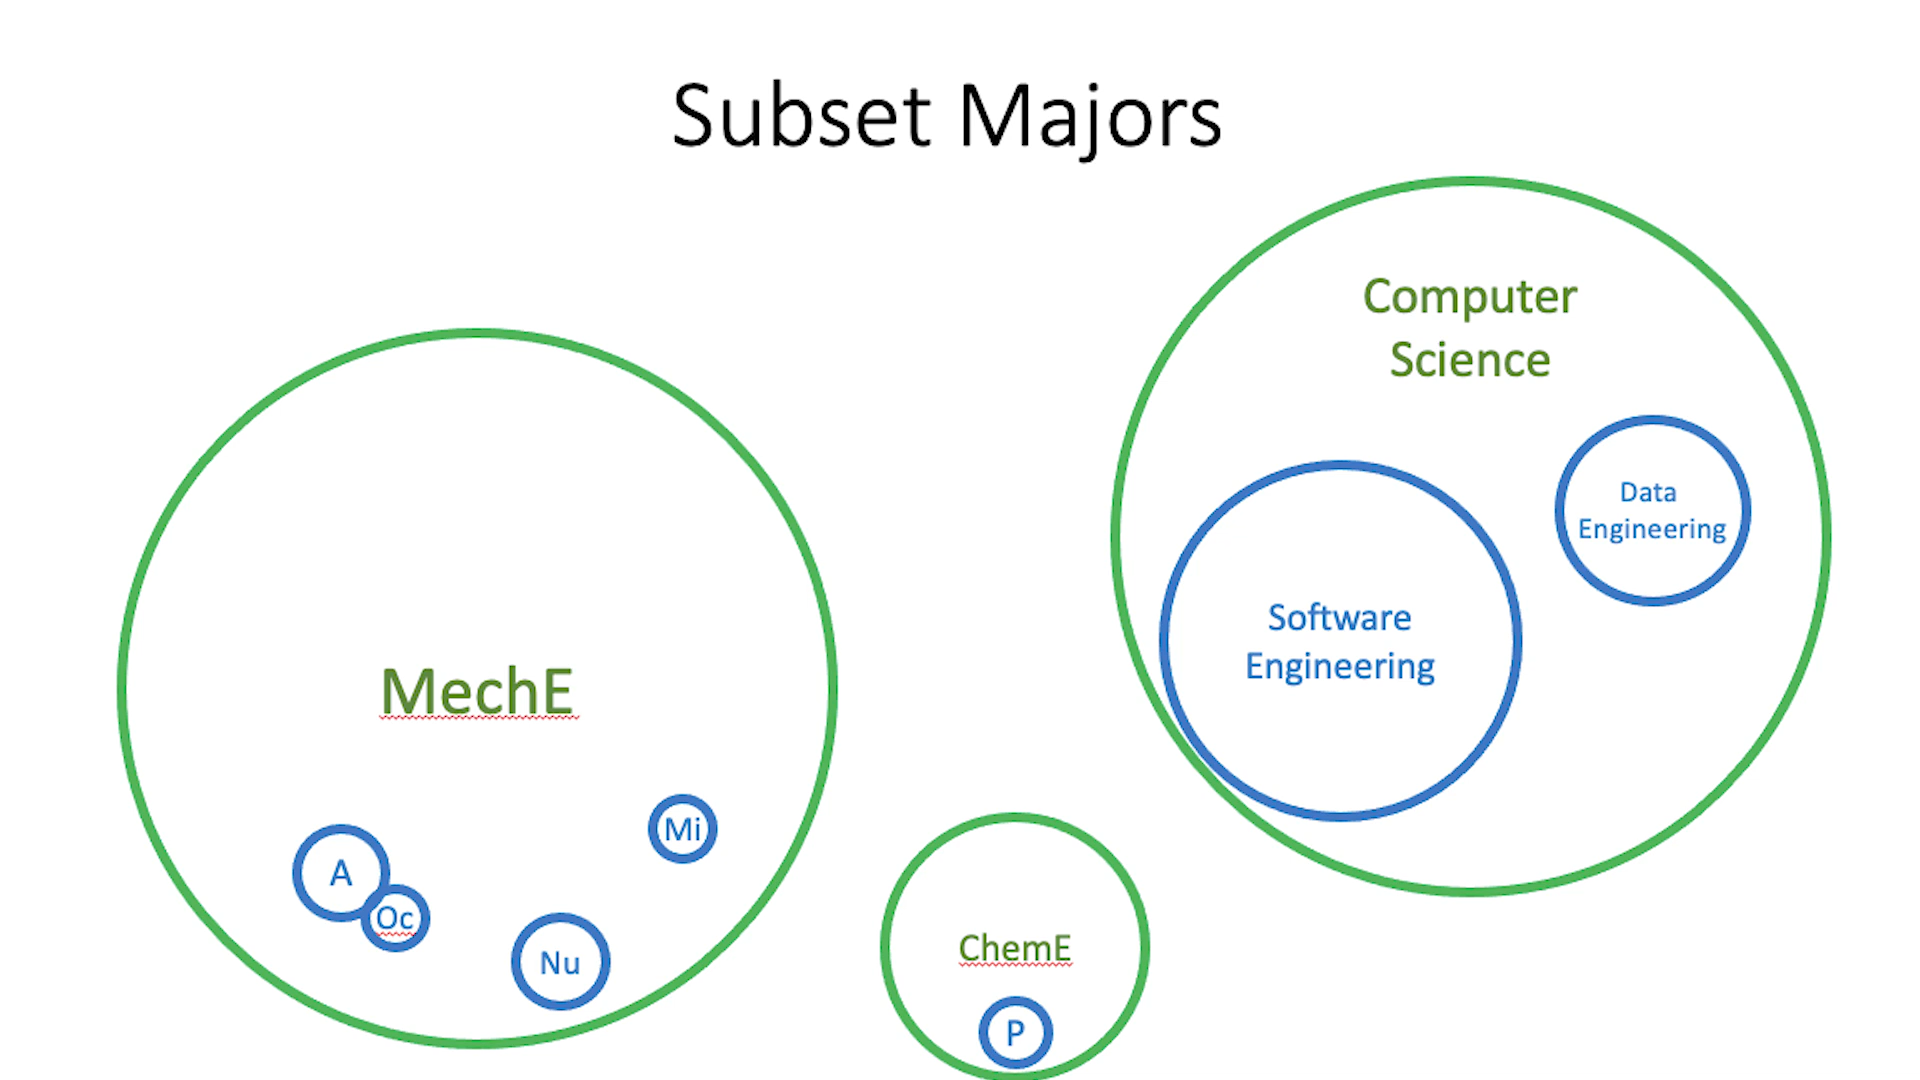 Subset Majors
Computer
Science
Data
Engineering
Software
Engineering
MechE
Mi
A
Oc
Nu
ChemE
P